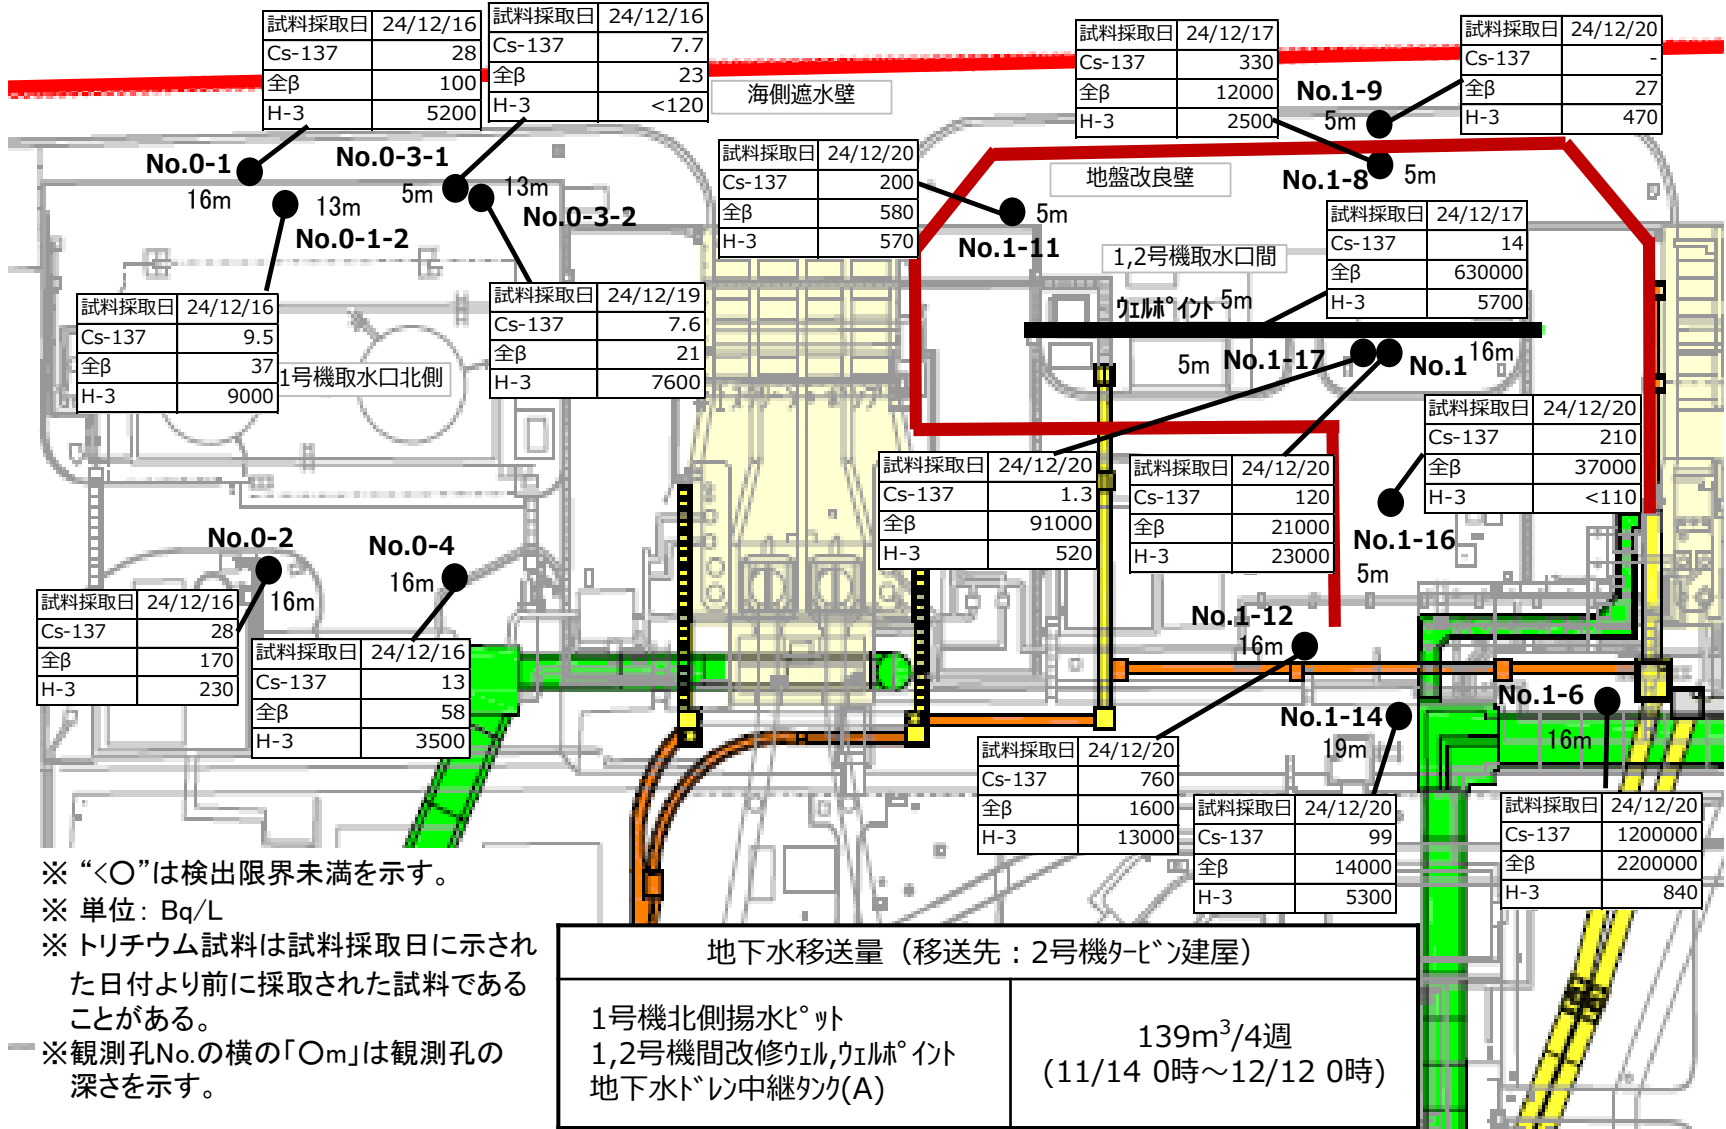 試料採取日 24/12/16
Cs-137 28
全β 100
H-3 5200
試料採取日 24/12/16
Cs-137 7.7
全β 23
H-3 <120
海側遮水壁
試料採取日 24/12/17
Cs-137 330
全β 12000
H-3 2500
試料採取日 24/12/20
Cs-137 -
全β 27
H-3 470
No.1-9
5m
No.0-1
16m
No.0-3-1
5m
13m
No.0-3-2
13m
No.0-1-2
試料採取日 24/12/20
Cs-137 200
全β 580
H-3 570
地盤改良壁
No.1-8
5m
5m
No.1-11
試料採取日 24/12/17
Cs-137 14
全β 630000
H-3 5700
1,2号機取水口間
ウェルポイント 5m
試料採取日 24/12/16
Cs-137 9.5
全β 37
H-3 9000
1号機取水口北側
試料採取日 24/12/19
Cs-137 7.6
全β 21
H-3 7600
5m
No.1-17
No.1
16m
試料採取日 24/12/20
Cs-137 210
全β 37000
H-3 <110
試料採取日 24/12/20
Cs-137 1.3
全β 91000
H-3 520
試料採取日 24/12/20
Cs-137 120
全β 21000
H-3 23000
No.1-16
5m
No.0-2
16m
No.0-4
16m
試料採取日 24/12/16
Cs-137 28
全β 170
H-3 230
試料採取日 24/12/16
Cs-137 13
全β 58
H-3 3500
No.1-12
16m
No.1-14
19m
No.1-6
16m
試料採取日 24/12/20
Cs-137 760
全β 1600
H-3 13000
試料採取日 24/12/20
Cs-137 99
全β 14000
H-3 5300
試料採取日 24/12/20
Cs-137 1200000
全β 2200000
H-3 840
※ “<〇”は検出限界未満を示す。
※ 単位：Bq/L
※ トリチウム試料は試料採取日に示され
た日付より前に採取された試料である
ことがある。
※観測孔No.の横の「〇m」は観測孔の
深さを示す。
地下水移送量（移送先：2号機ﾀｰﾋﾞﾝ建屋）
1号機北側揚水ﾋﾟｯﾄ
1,2号機間改修ｳｪﾙ,ｳｪﾙﾎﾟｲﾝﾄ
地下水ﾄﾞﾚﾝ中継ﾀﾝｸ(A)
139m³/4週
(11/14 0時～12/12 0時)